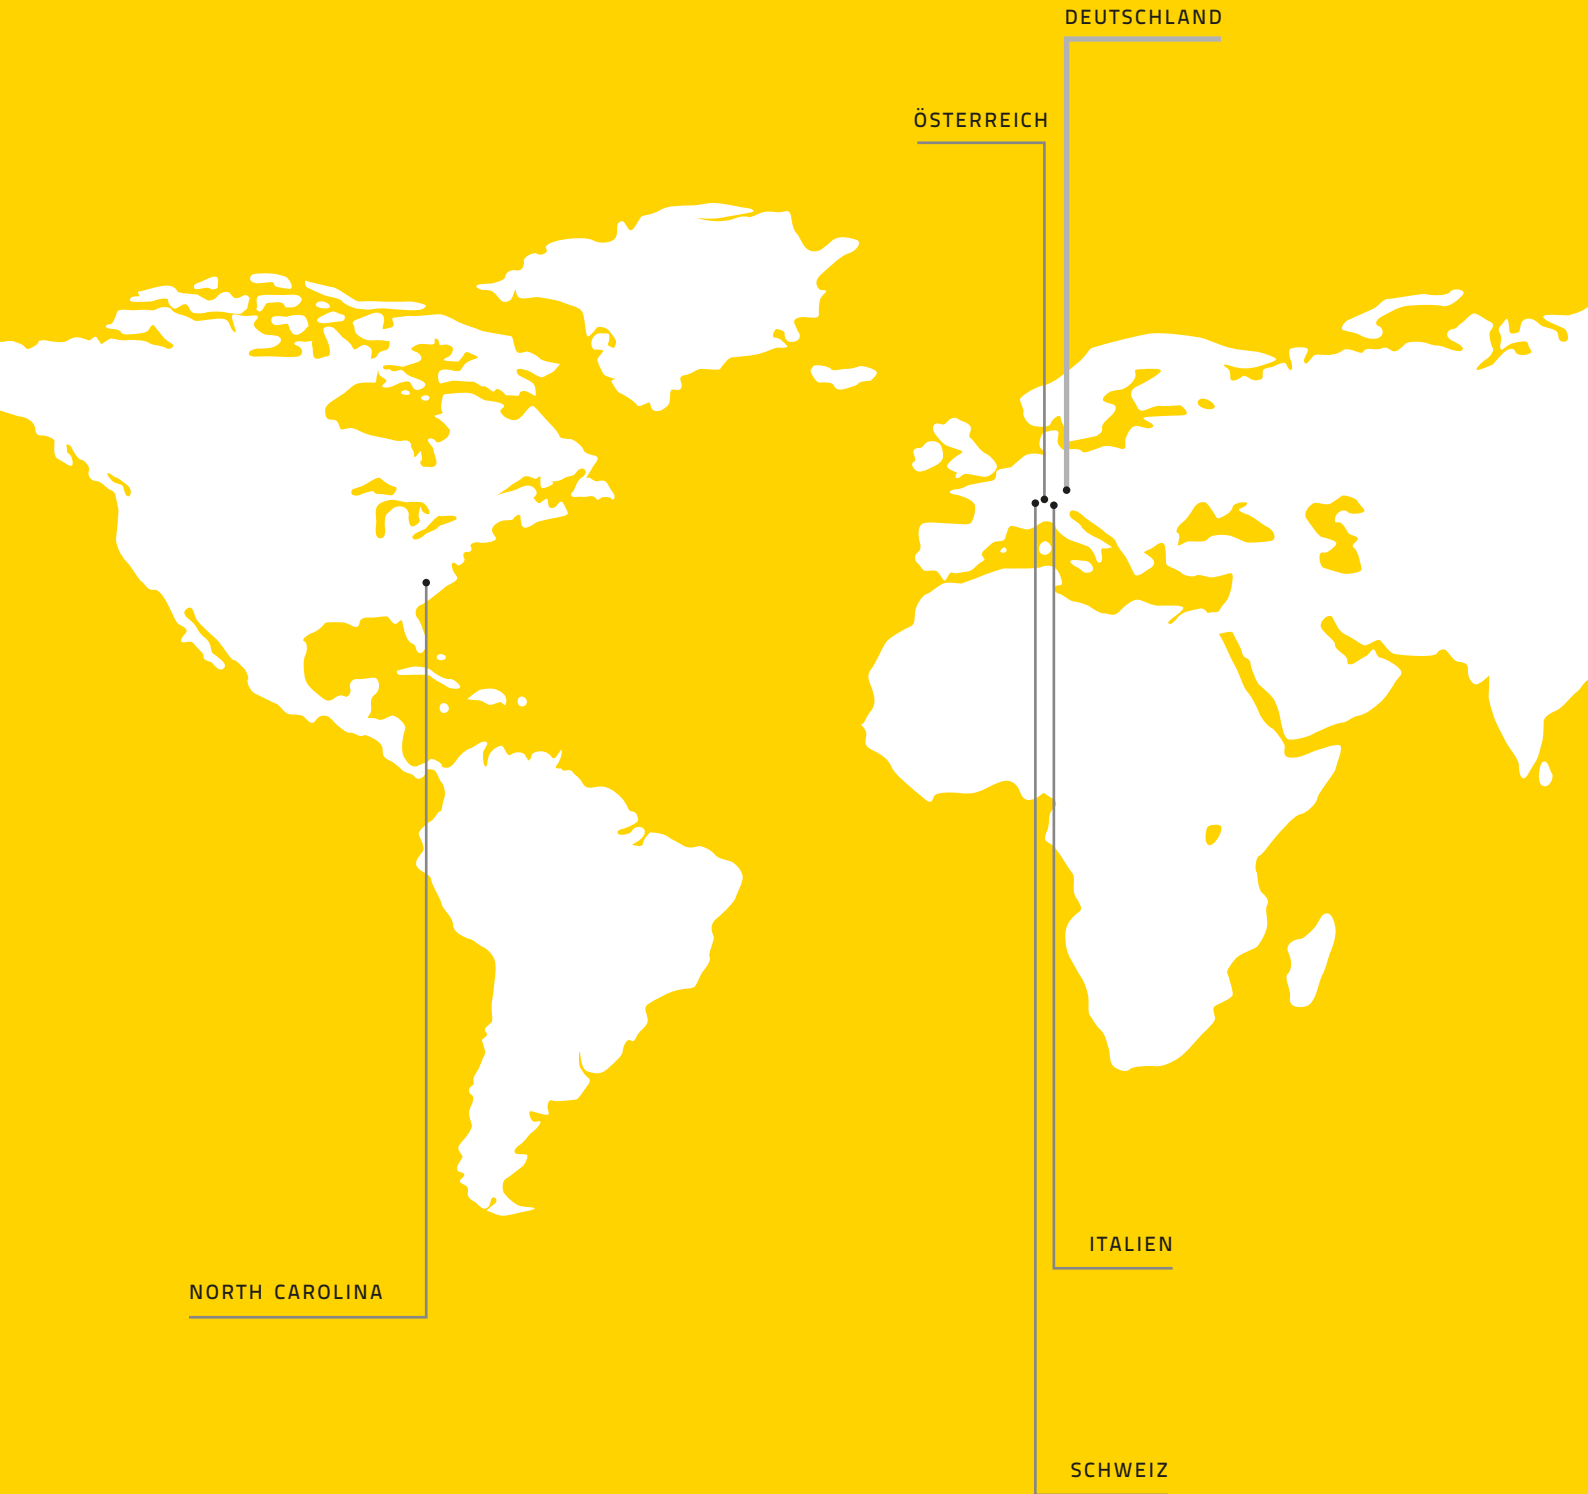 DEUTSCHLAND
ÖSTERREICH
ITALIEN
NORTH CAROLINA
SCHWEIZ